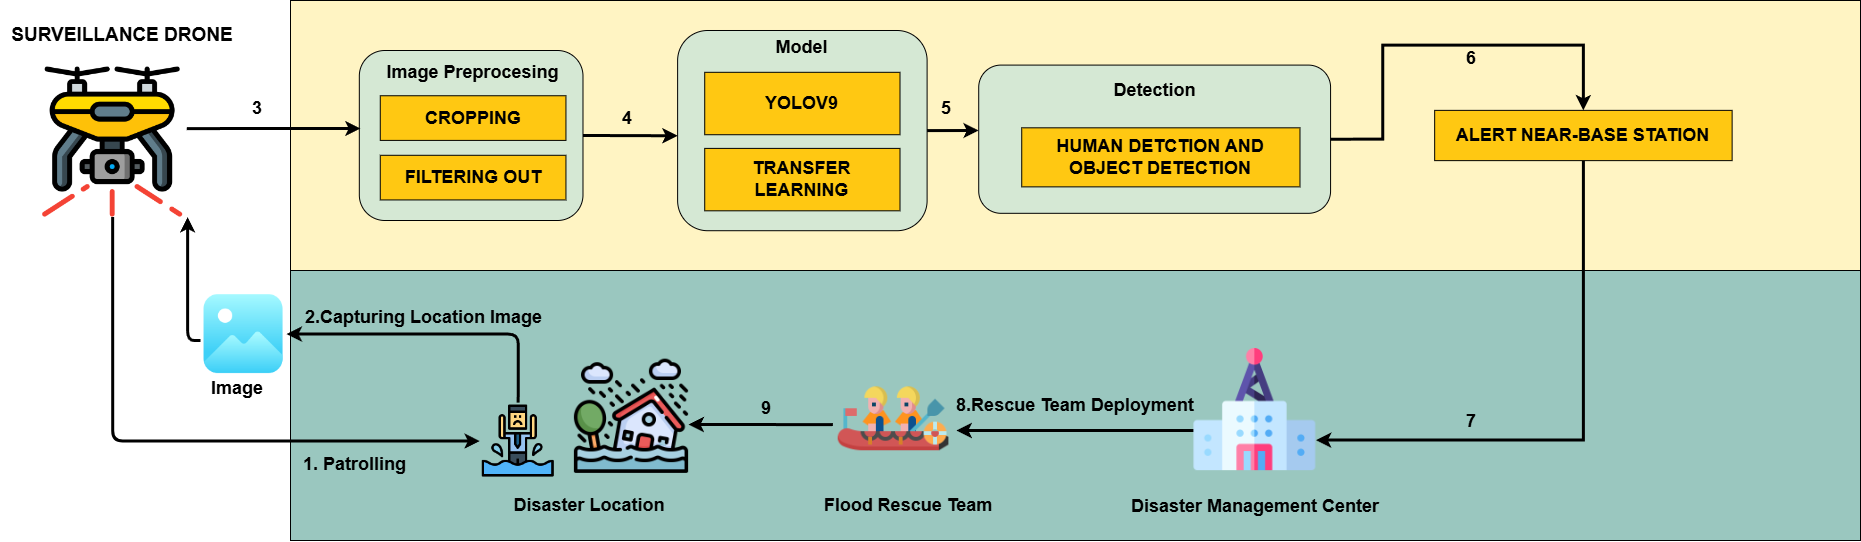 SURVEILLANCE DRONE
3
Image Preprocesing
CROPPING
FILTERING OUT
4
Model
YOLOV9
TRANSFER
LEARNING
5
Detection
HUMAN DETCTION AND
OBJECT DETECTION
6
ALERT NEAR-BASE STATION
2.Capturing Location Image
Image
1. Patrolling
Disaster Location
9
Flood Rescue Team
8.Rescue Team Deployment
Disaster Management Center
7